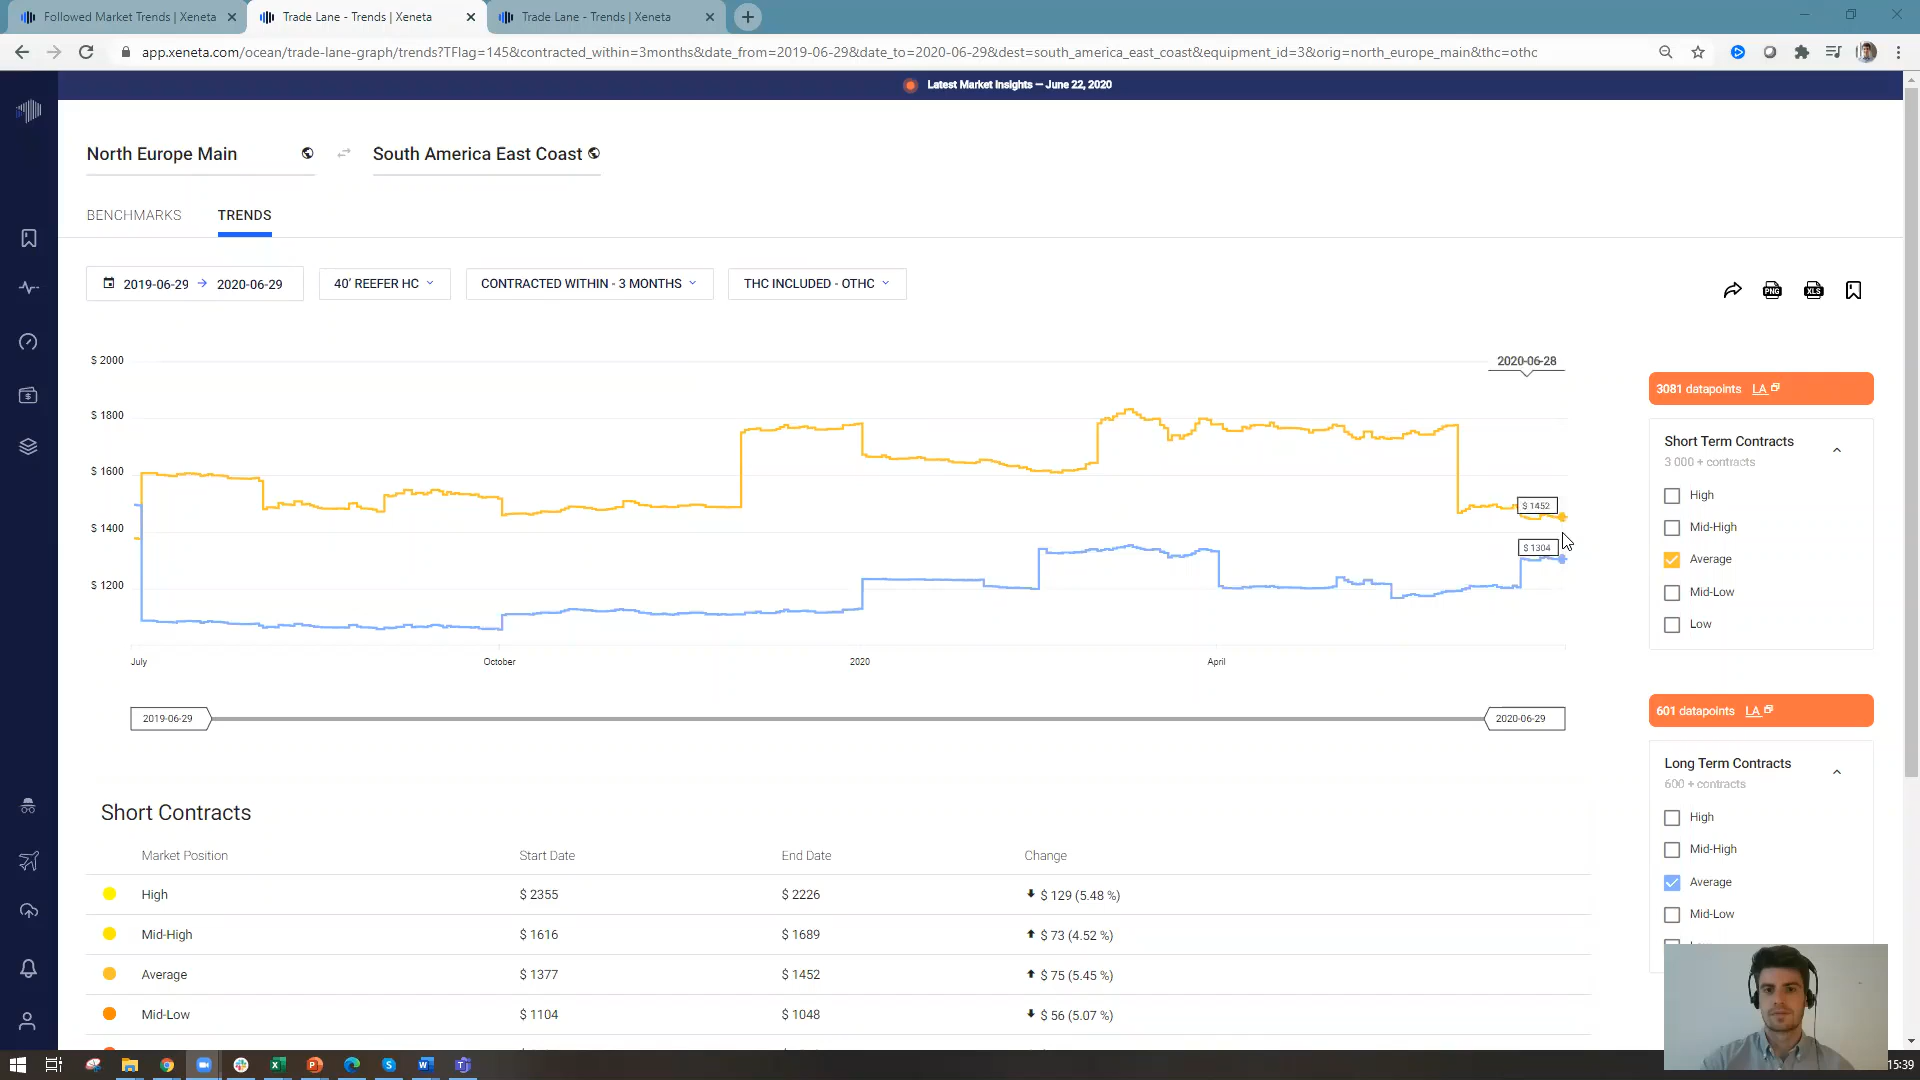 Followed Market Trends | Xeneta
Trade Lane - Trends | Xeneta
Trade Lane - Trends | Xeneta
app.xeneta.com/ocean/trade-lane-graph/trends?TFlag=145&contracted_within=3months&date_from=2019-06-29&date_to=2020-06-29&dest=south_america_east_coast&equipment_id=3&orig=north_europe_main&thc=othc
Latest Market Insights — June 22, 2020
North Europe Main
South America East Coast
BENCHMARKS
TRENDS
2019-06-29 → 2020-06-29
40' REEFER HC
CONTRACTED WITHIN - 3 MONTHS
THC INCLUDED - OTHC
PNG
XLS
$ 2000
$ 1800
$ 1600
$ 1400
$ 1200
2020-06-28
$ 1452
$ 1304
July
October
2020
April
2019-06-29
2020-06-29
3081 datapoints LA
Short Term Contracts
3 000 + contracts
High
Mid-High
Average
Mid-Low
Low
601 datapoints LA
Long Term Contracts
600 + contracts
High
Mid-High
Average
Mid-Low
Short Contracts
Market Position Start Date End Date Change
High $ 2355 $ 2226 $ 129 (5.48 %)
Mid-High $ 1616 $ 1689 $ 73 (4.52 %)
Average $ 1377 $ 1452 $ 75 (5.45 %)
Mid-Low $ 1104 $ 1048 $ 56 (5.07 %)
15:39